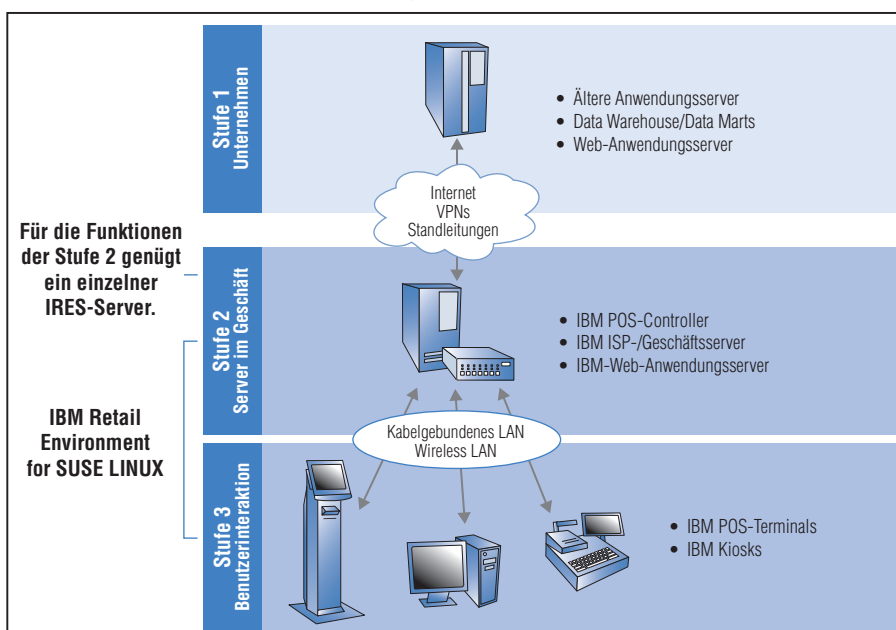 Stufe 1
Unternehmen
• Ältere Anwendungsserver
• Data Warehouse/Data Marts
• Web-Anwendungsserver
Internet
VPNs
Standleitungen
Für die Funktionen
der Stufe 2 genügt
ein einzelner
IRES-Server.
Stufe 2
Server im Geschäft
• IBM POS-Controller
• IBM ISP-/Geschäftsserver
• IBM-Web-Anwendungsserver
IBM Retail
Environment
for SUSE LINUX
Kabelgebundenes LAN
Wireless LAN
Stufe 3
Benutzerinteraktion
• IBM POS-Terminals
• IBM Kiosks